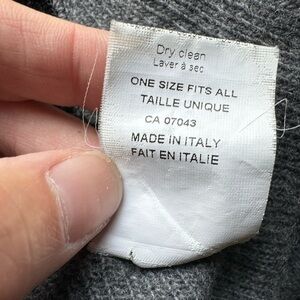 Dry clean
Laver à sec
ONE SIZE FITS ALL
TAILLE UNIQUE
CA 07043
MADE IN ITALY
FAIT EN ITALIE